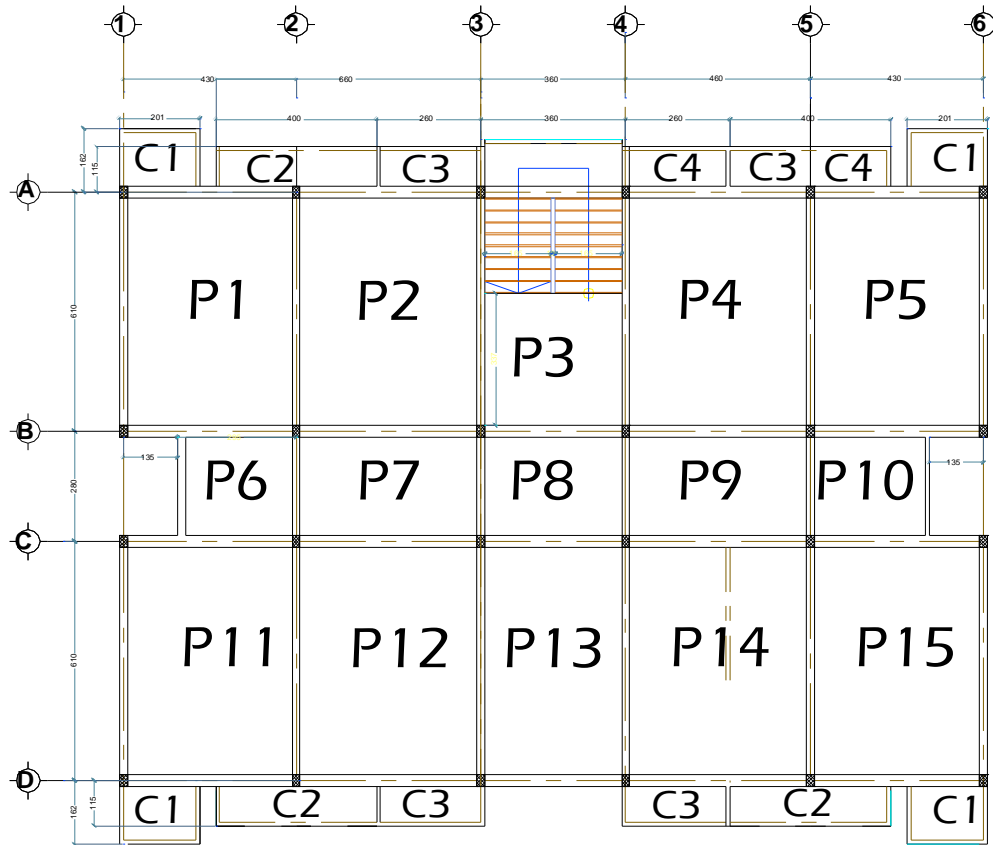 1 2 3 4 5 6
430 660 360 460 430
201 400 260 360 260 400 201
162
115
C1 C2 C3 C4 C3 C4 C1
A
610
P1 P2 P4 P5
P3
B
135 135
280
P6 P7 P8 P9 P10
C
610
P11 P12 P13 P14 P15
D
115
162
C1 C2 C3 C3 C2 C1